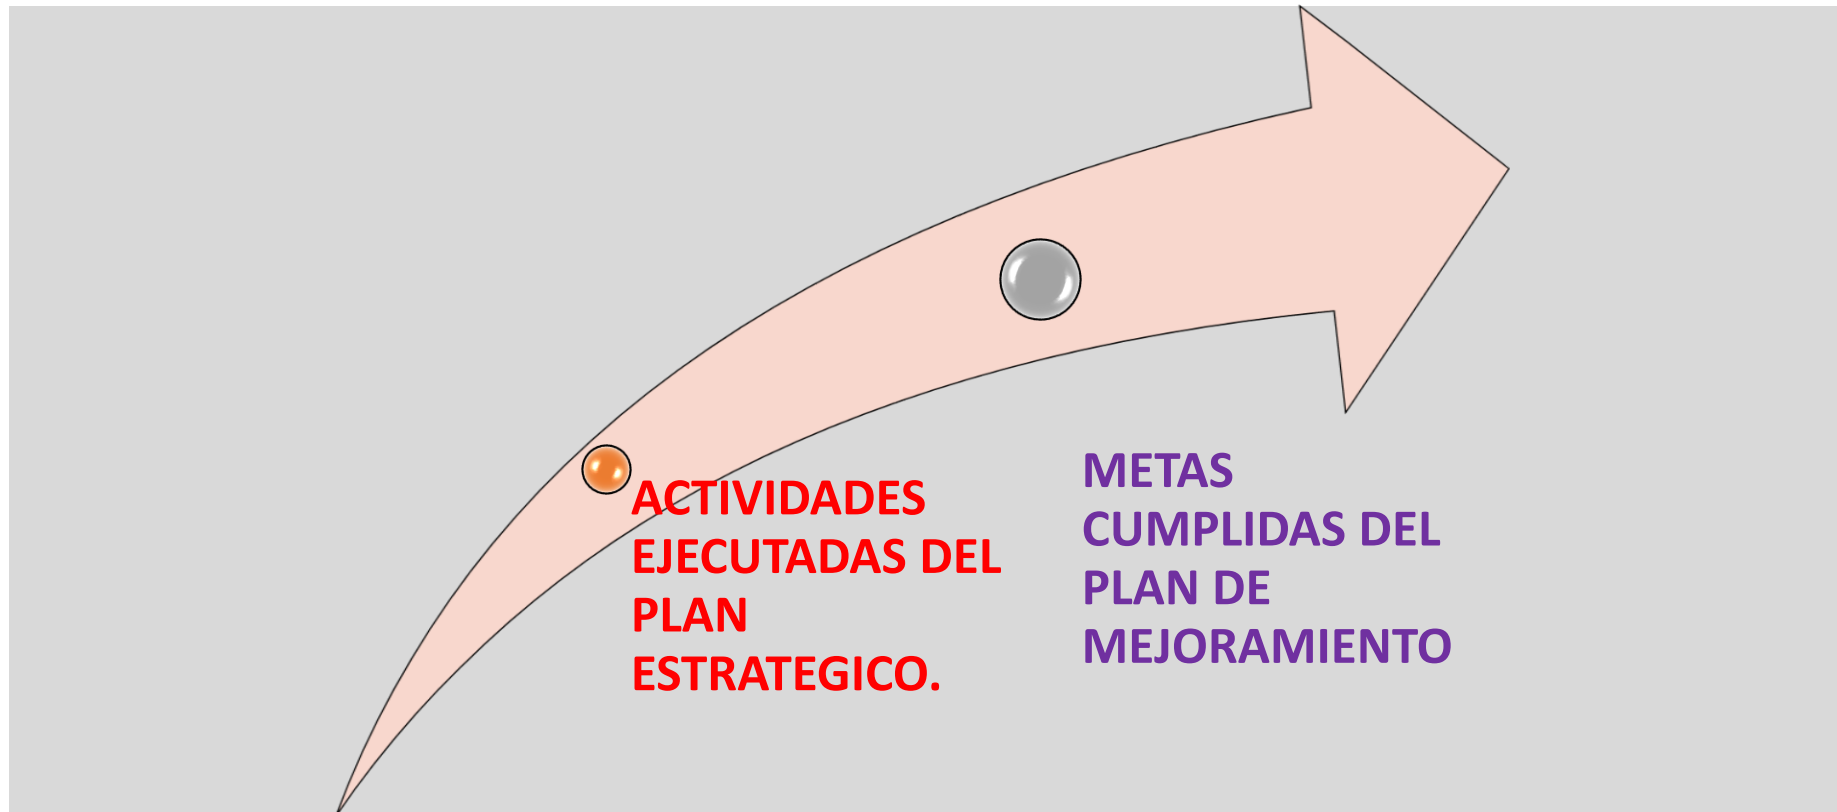 ACTIVIDADES
EJECUTADAS DEL
PLAN
ESTRATEGICO.
METAS
CUMPLIDAS DEL
PLAN DE
MEJORAMIENTO